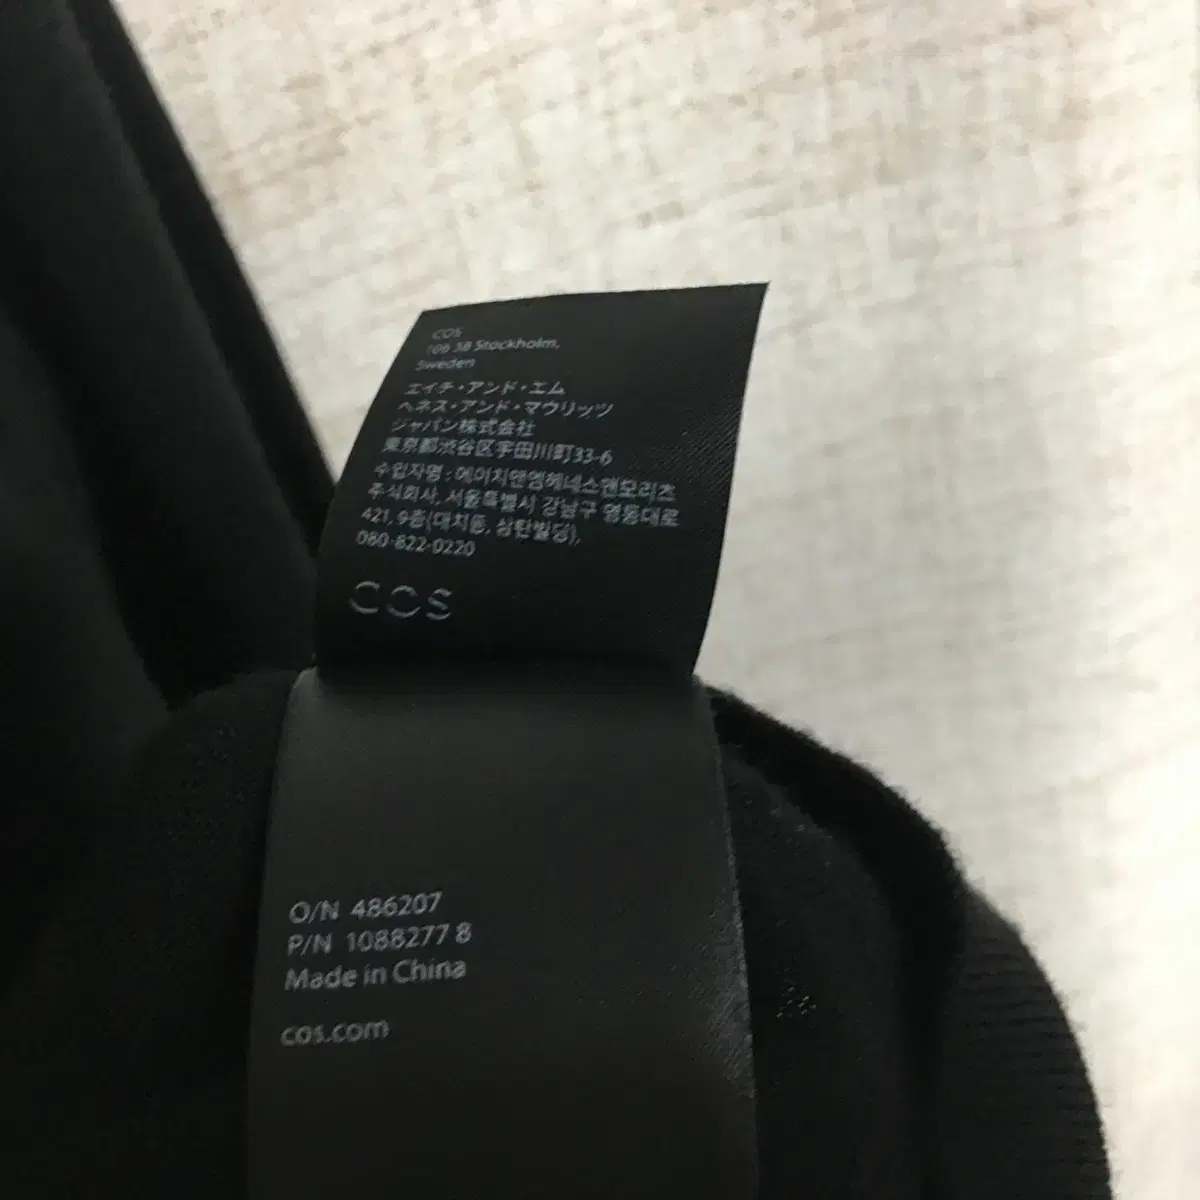 COS
106 38 Stockholm,
Sweden
エイチ・アンド・エム
ヘネス・アンド・マウリッツ
ジャパン株式会社
東京都渋谷区宇田川町33-6
수입자명 : 에이치앤엠헤네스앤모리츠
주식회사, 서울특별시 강남구 영동대로
421, 9층(대치동, 삼탄빌딩),
080-822-0220
COS
O/N 486207
P/N 1088277 8
Made in China
cos.com